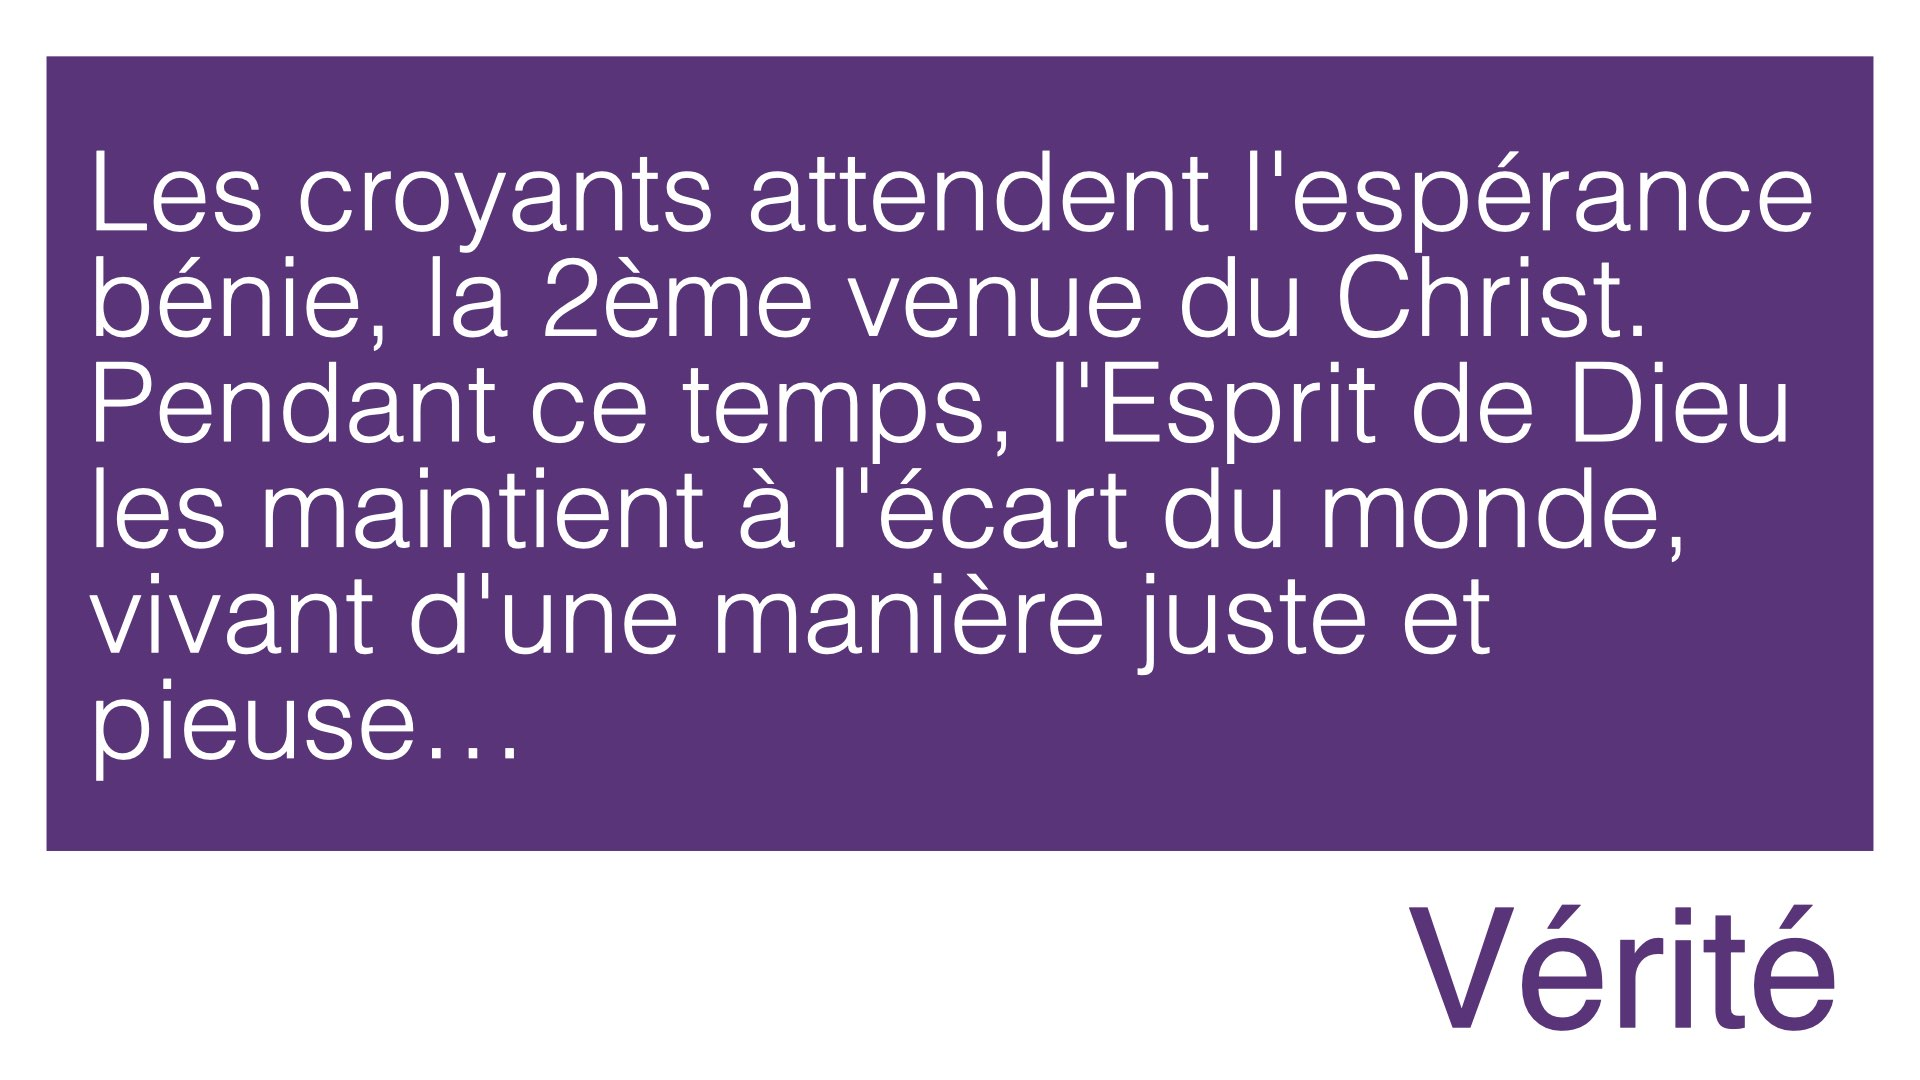 Les croyants attendent l'espérance
bénie, la 2ème venue du Christ.
Pendant ce temps, l'Esprit de Dieu
les maintient à l'écart du monde,
vivant d'une manière juste et
pieuse…
Vérité